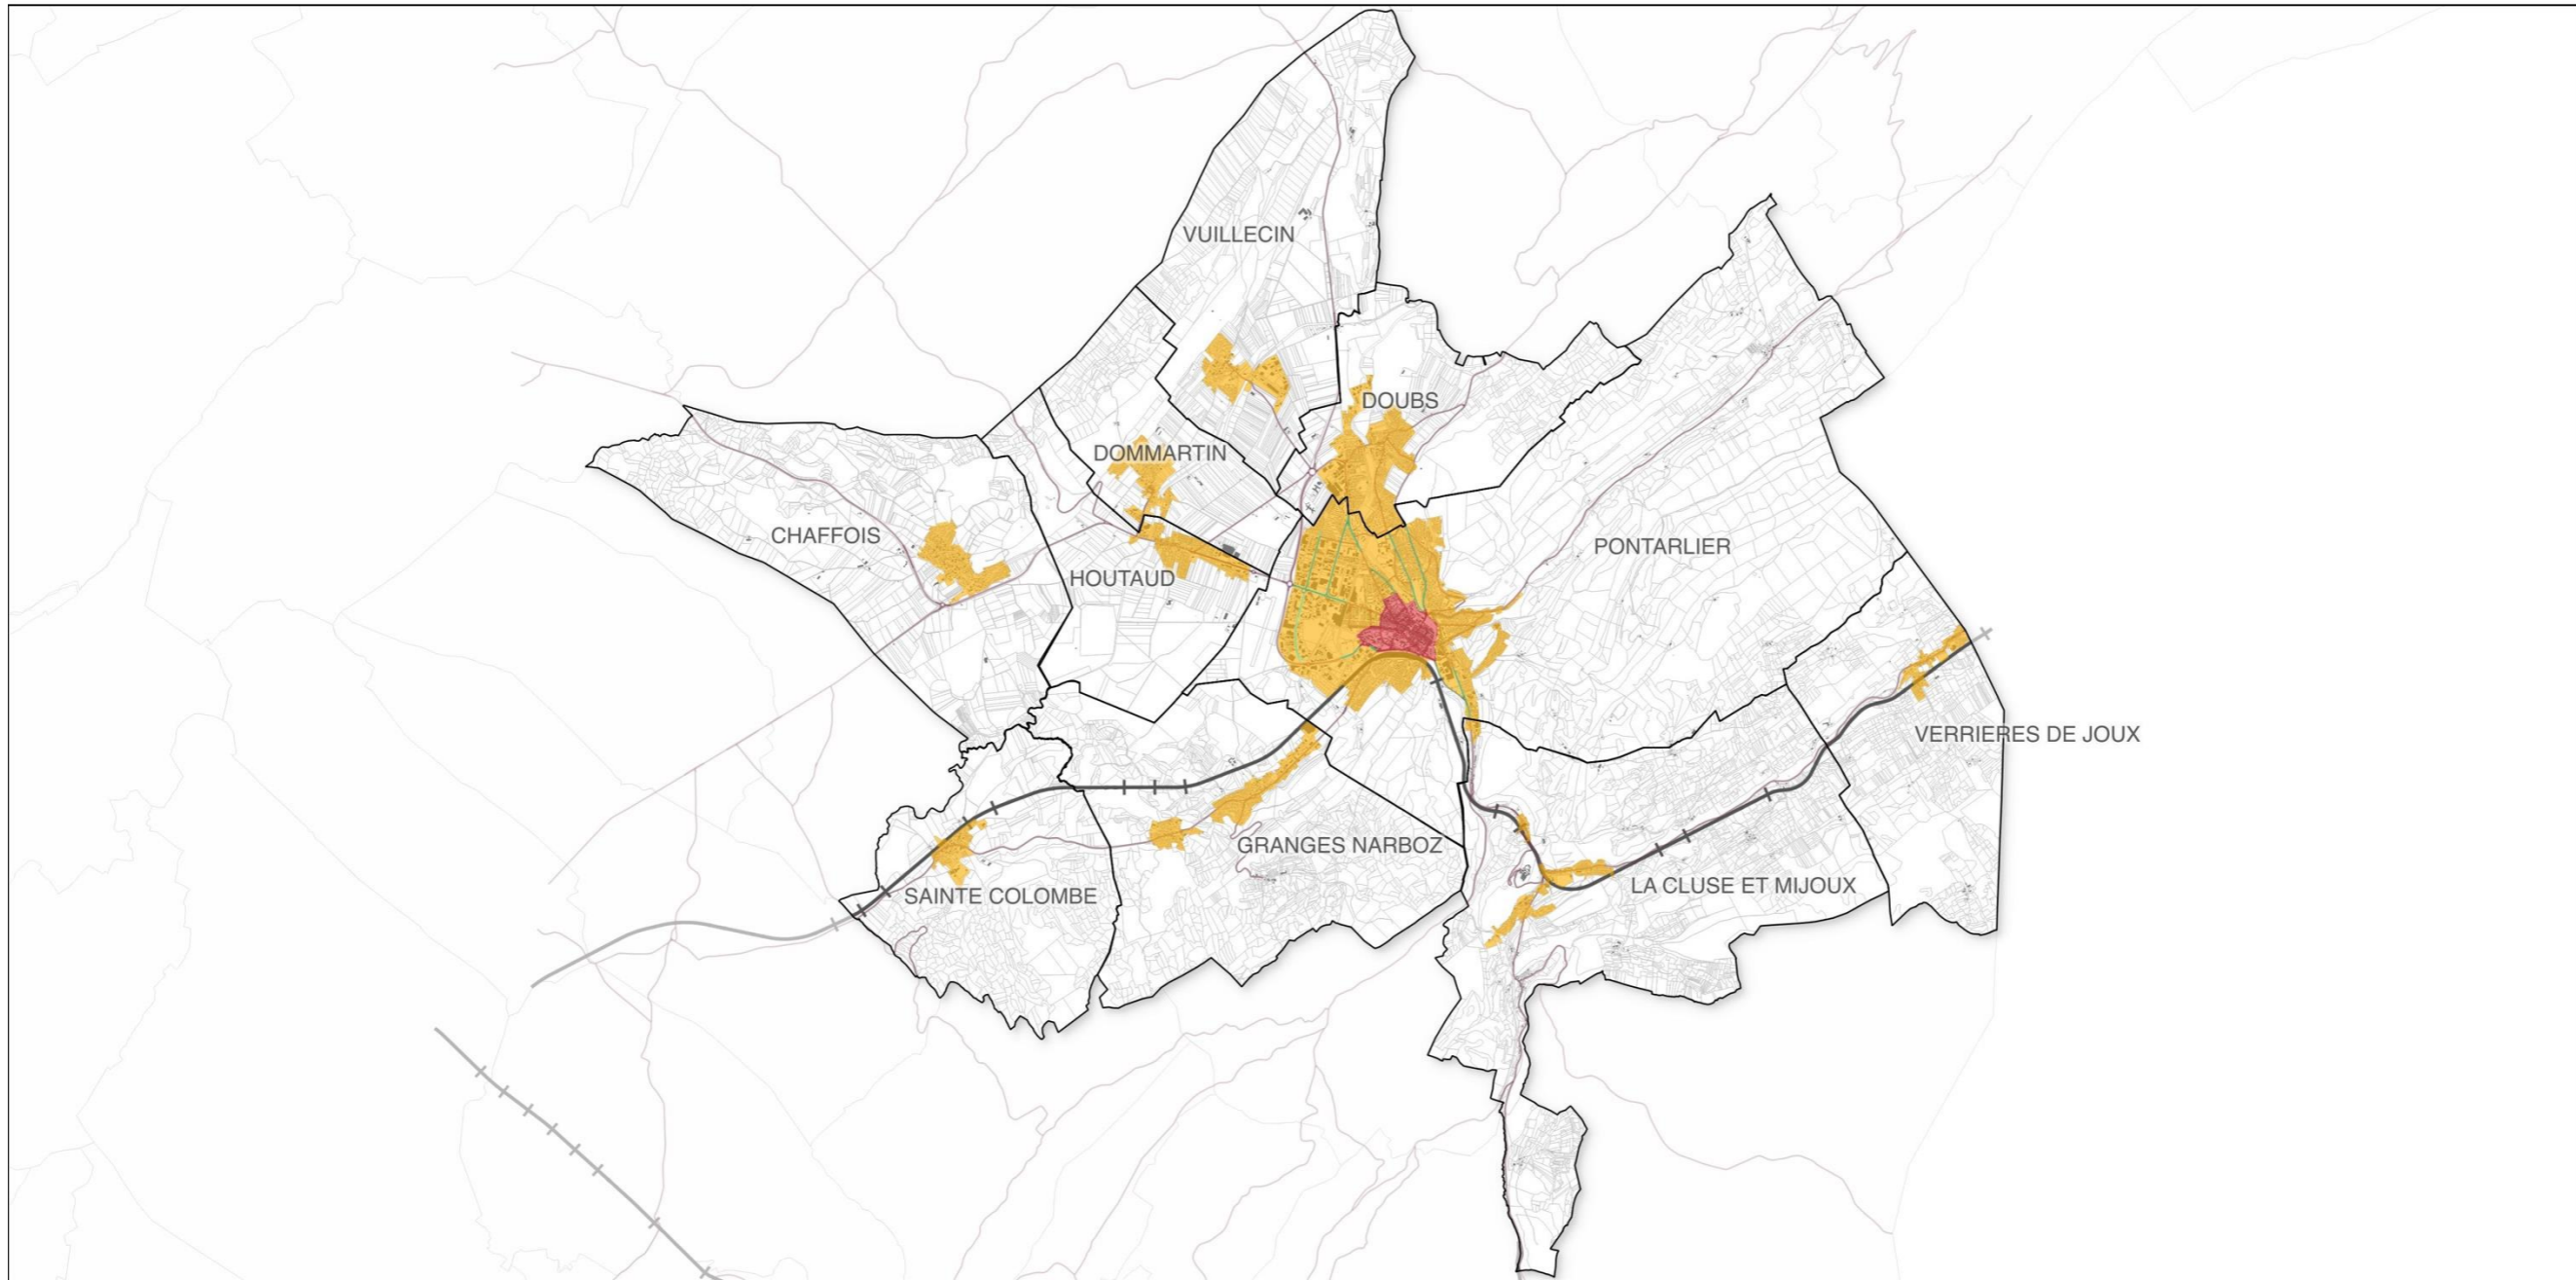 VUILLECIN
DOUBS
DOMMARTIN
CHAFFOIS
PONTARLIER
HOUTAUD
VERRIERES DE JOUX
GRANGES NARBOZ
LA CLUSE ET MIJOUX
SAINTE COLOMBE